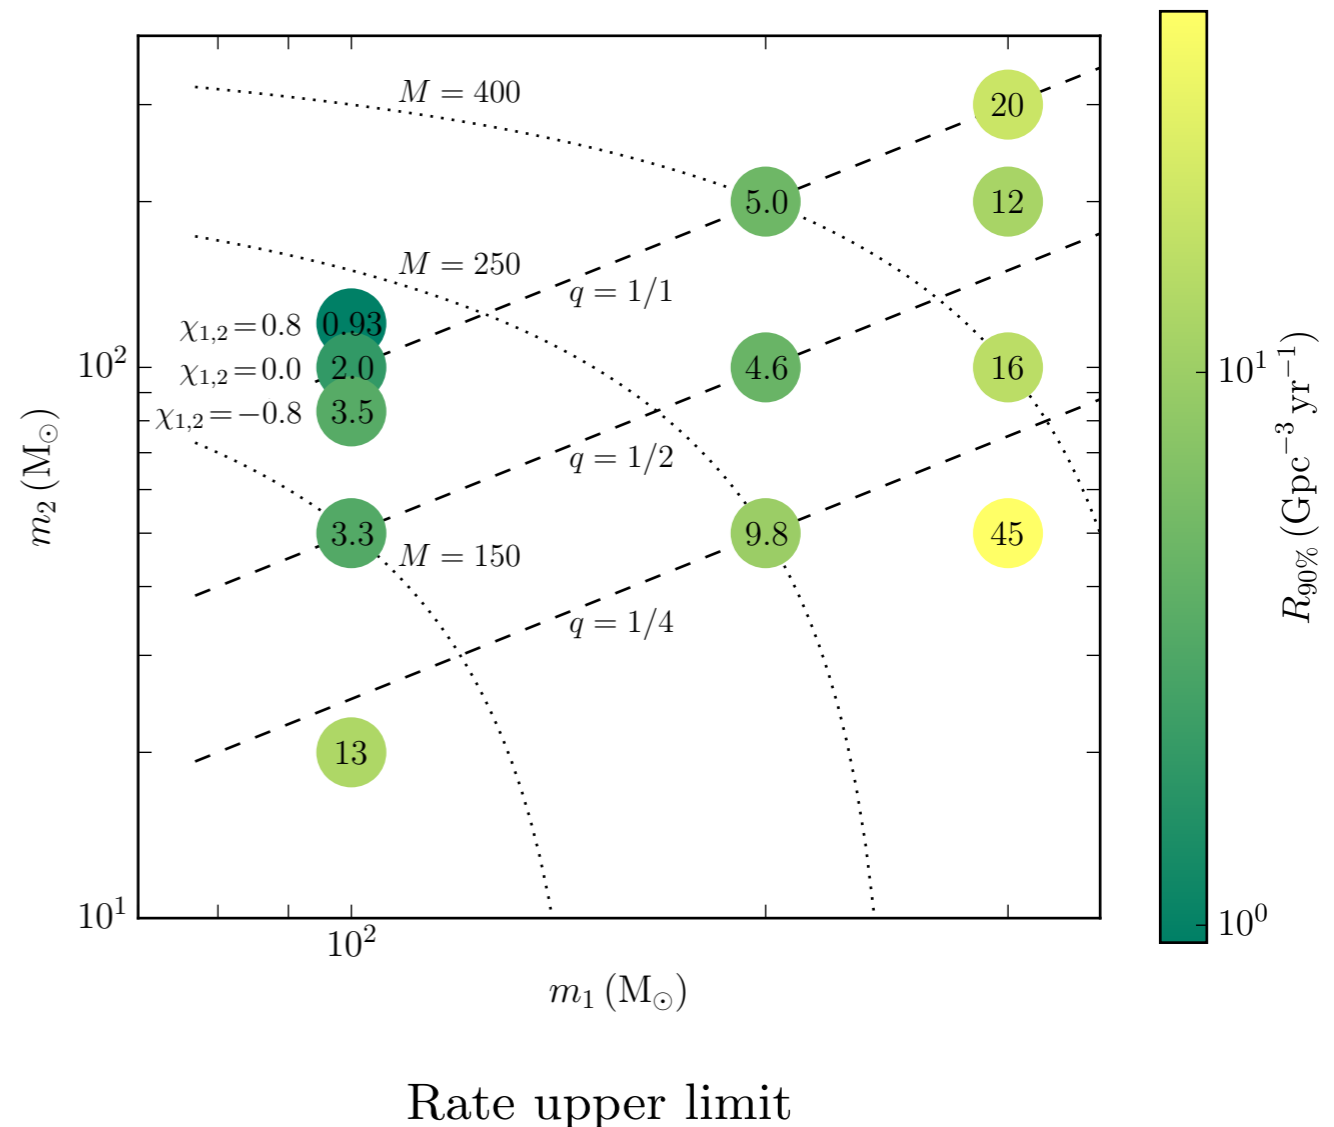 M = 400
20
5.0
12
M = 250
q = 1/1
χ₁,₂=0.8 0.93
10² χ₁,₂=0.0 2.0 4.6 16 10¹
χ₁,₂=−0.8 3.5
q = 1/2
3.3 9.8 45
M = 150
q = 1/4
13
10¹ 10⁰
10²
m₂ (M☉)
m₁ (M☉)
R₉₀% (Gpc⁻³ yr⁻¹)
Rate upper limit